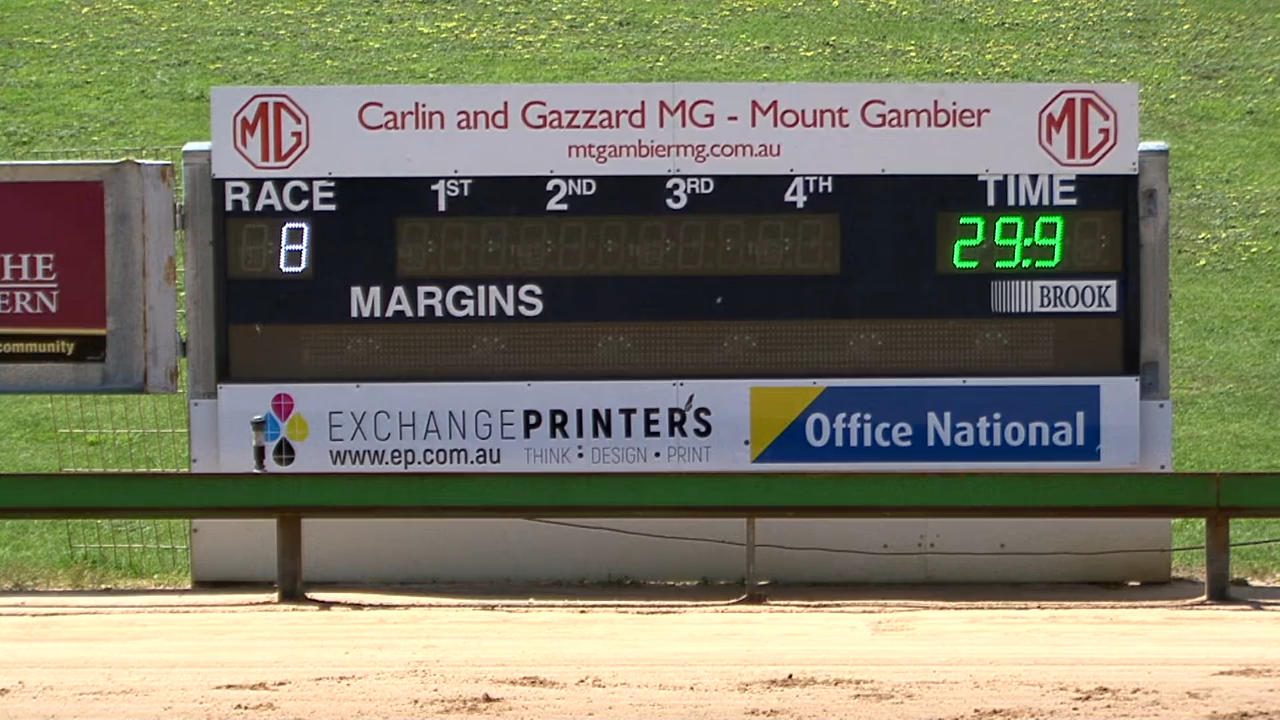 MG Carlin and Gazzard MG - Mount Gambier MG
mtgambiermg.com.au
RACE 1ST 2ND 3RD 4TH TIME
8 29:9
HE
ERN
community
MARGINS BROOK
EXCHANGEPRINTERS
www.ep.com.au THINK : DESIGN • PRINT
Office National